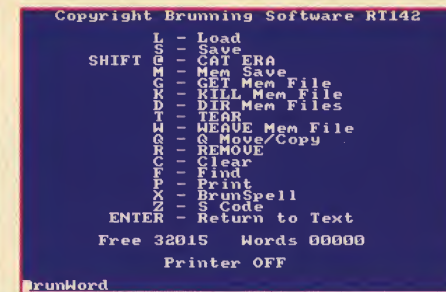 Copyright Brunning Software RT142
L - Load
S - Save
SHIFT @ - CAT ERA
M - Mem Save
G - GET Mem File
K - KILL Mem File
D - DIR Mem Files
T - TEAR
W - WEAVE Mem File
Q - Q Move/Copy
R - REMOVE
C - Clear
F - Find
P - Print
X - BrunSpell
Z - S Code
ENTER - Return to Text
Free 32015 Words 00000
Printer OFF
BrunWord